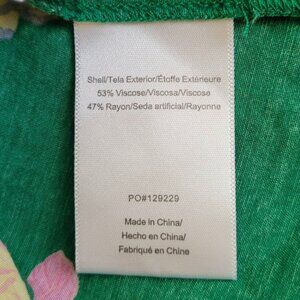 Shell/Tela Exterior/Étoffe Extérieure
53% Viscose/Viscosa/Viscose
47% Rayon/Seda artificial/Rayonne
PO#129229
Made in China/
Hecho en China/
Fabriqué en Chine